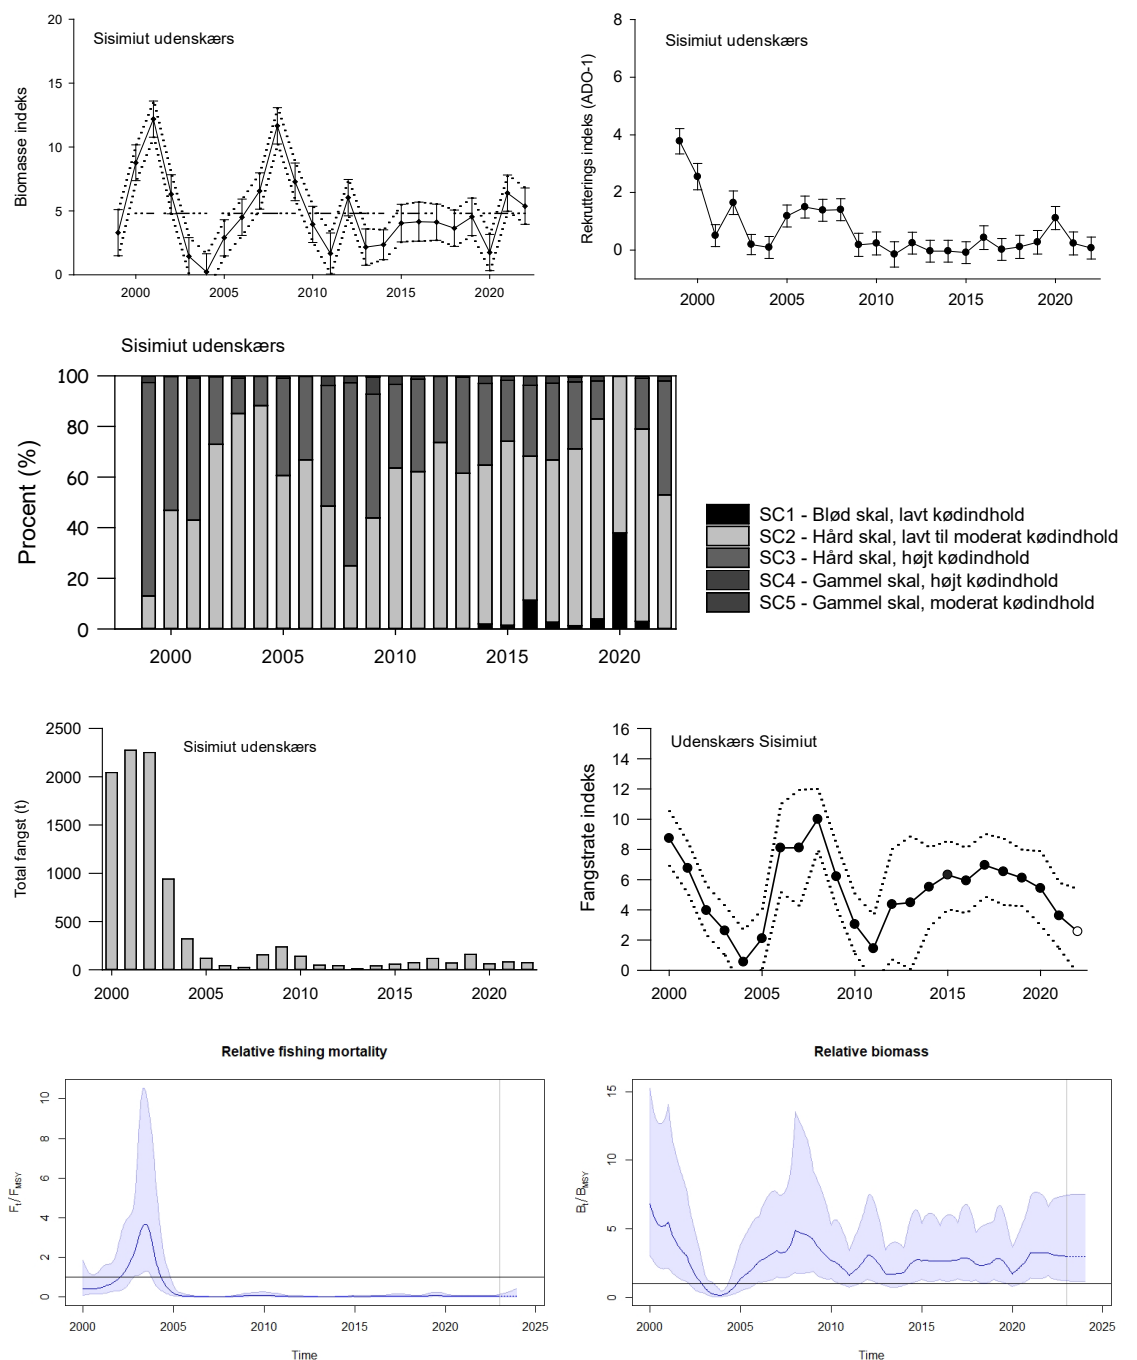 Sisimiut udenskærs
Biomasse indeks
20
15
10
5
0
2000 2005 2010 2015 2020
Sisimiut udenskærs
Rekrutterings indeks (ADO-1)
8
6
4
2
0
2000 2005 2010 2015 2020
Sisimiut udenskærs
Procent (%)
100
80
60
40
20
0
2000 2005 2010 2015 2020
SC1 - Blød skal, lavt kødindhold
SC2 - Hård skal, lavt til moderat kødindhold
SC3 - Hård skal, højt kødindhold
SC4 - Gammel skal, højt kødindhold
SC5 - Gammel skal, moderat kødindhold
Sisimiut udenskærs
Total fangst (t)
2500
2000
1500
1000
500
0
2000 2005 2010 2015 2020
Udenskærs Sisimiut
Fangstrate indeks
16
14
12
10
8
6
4
2
0
2000 2005 2010 2015 2020
Relative fishing mortality
Ft / FMSY
10
8
6
4
2
0
2000 2005 2010 2015 2020 2025
Time
Relative biomass
Bt / BMSY
15
10
5
0
2000 2005 2010 2015 2020 2025
Time